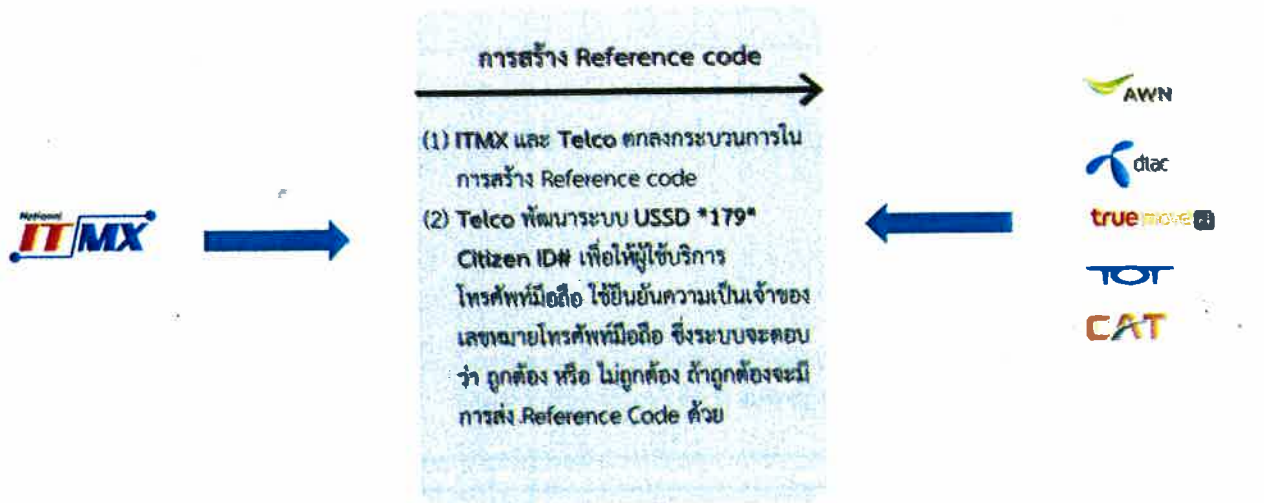 การสร้าง Reference code
(1) ITMX และ Telco ตกลงกระบวนการใน
การสร้าง Reference code
(2) Telco พัฒนาระบบ USSD *179*
Citizen ID# เพื่อให้ผู้ใช้บริการ
โทรศัพท์มือถือ ใช้ยืนยันความเป็นเจ้าของ
เลขหมายโทรศัพท์มือถือ ซึ่งระบบจะตอบ
ว่า ถูกต้อง หรือ ไม่ถูกต้อง ถ้าถูกต้องจะมี
การส่ง Reference Code ด้วย
National
ITMX
AWN
dtac
true move H
TOT
CAT